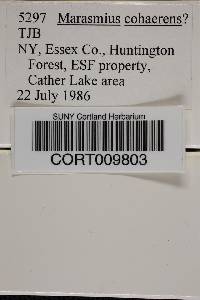 5297 Marasmius cohaerens?
TJB
NY, Essex Co., Huntington
Forest, ESF property,
Cather Lake area
22 July 1986
SUNY Cortland Herbarium
CORT009803